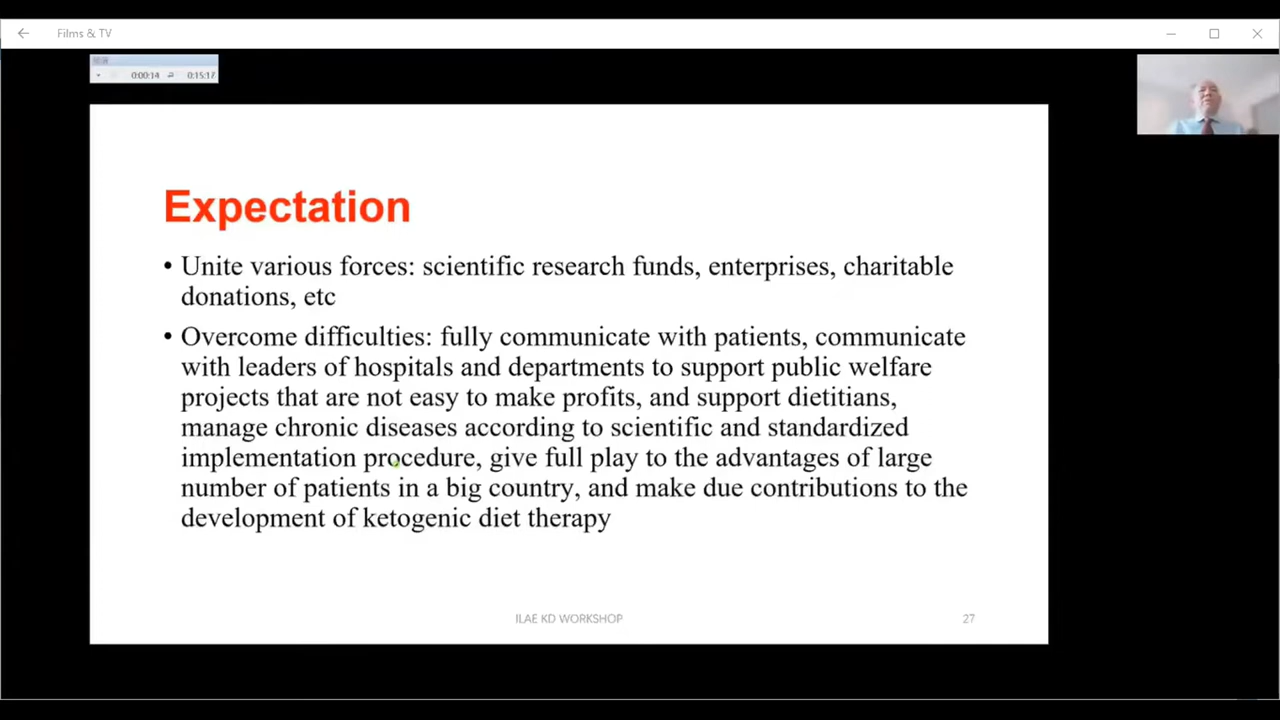 Films & TV
0:00:14
0:15:17
Expectation
• Unite various forces: scientific research funds, enterprises, charitable
donations, etc
• Overcome difficulties: fully communicate with patients, communicate
with leaders of hospitals and departments to support public welfare
projects that are not easy to make profits, and support dietitians,
manage chronic diseases according to scientific and standardized
implementation procedure, give full play to the advantages of large
number of patients in a big country, and make due contributions to the
development of ketogenic diet therapy
ILAE KD WORKSHOP
27